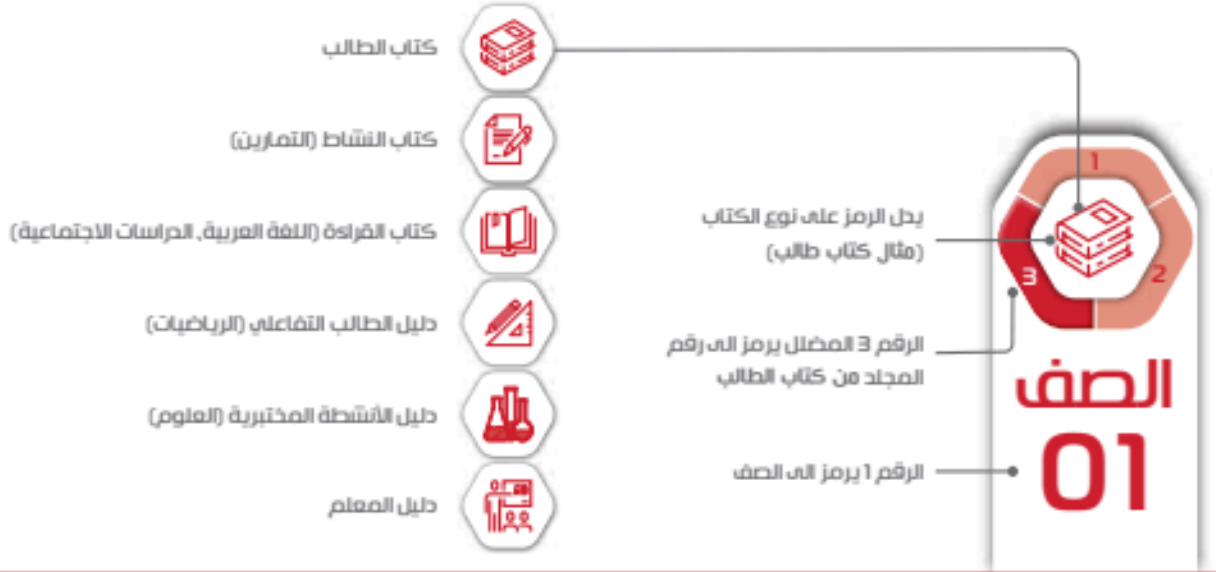 1
2
3
الصف
01
يدل الرمز على نوع الكتاب
(مثال كتاب طالب)
الرقم 3 المضلل يرمز الى رقم
المجلد من كتاب الطالب
الرقم 1 يرمز الى الصف
كتاب الطالب
كتاب النشاط (التمارين)
كتاب القراءة (اللغة العربية, الدراسات الاجتماعية)
دليل الطالب التفاعلي (الرياضيات)
دليل الأنشطة المختبرية (العلوم)
دليل المعلم